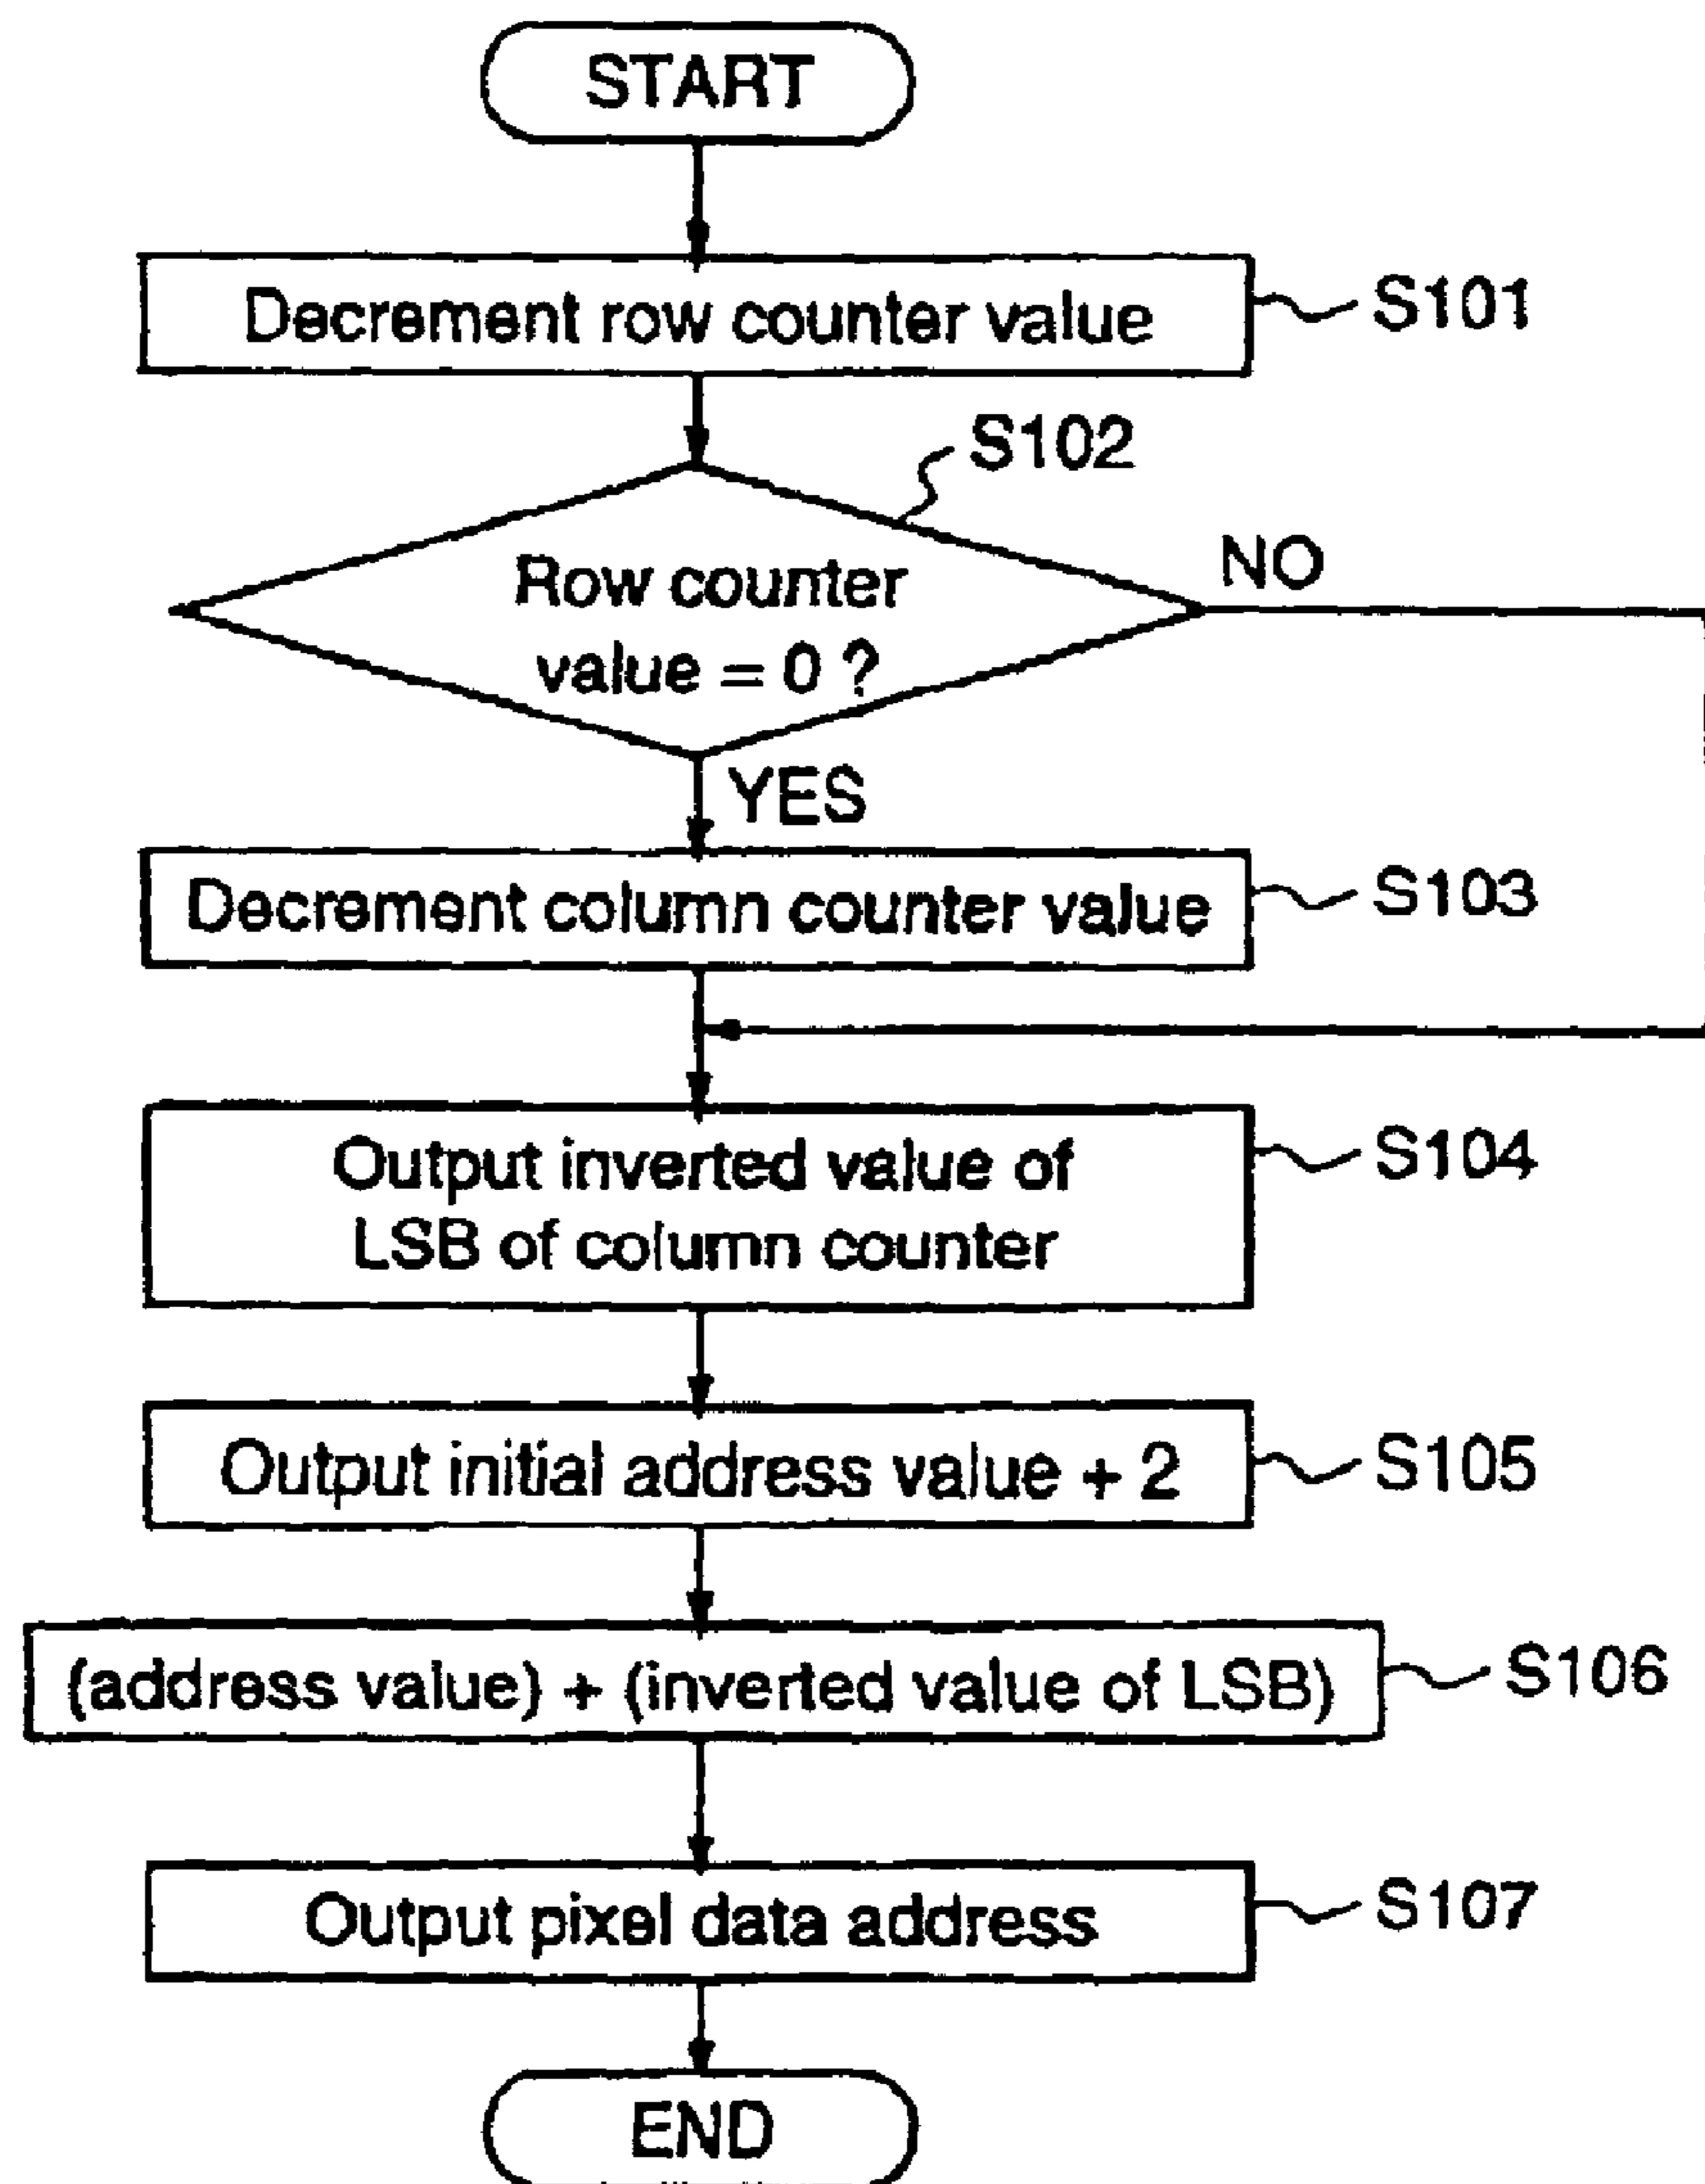 START
Decrement row counter value
S101
S102
Row counter
value = 0 ?
NO
YES
Decrement column counter value
S103
Output inverted value of
LSB of column counter
S104
Output initial address value + 2
S105
(address value) + (inverted value of LSB)
S106
Output pixel data address
S107
END